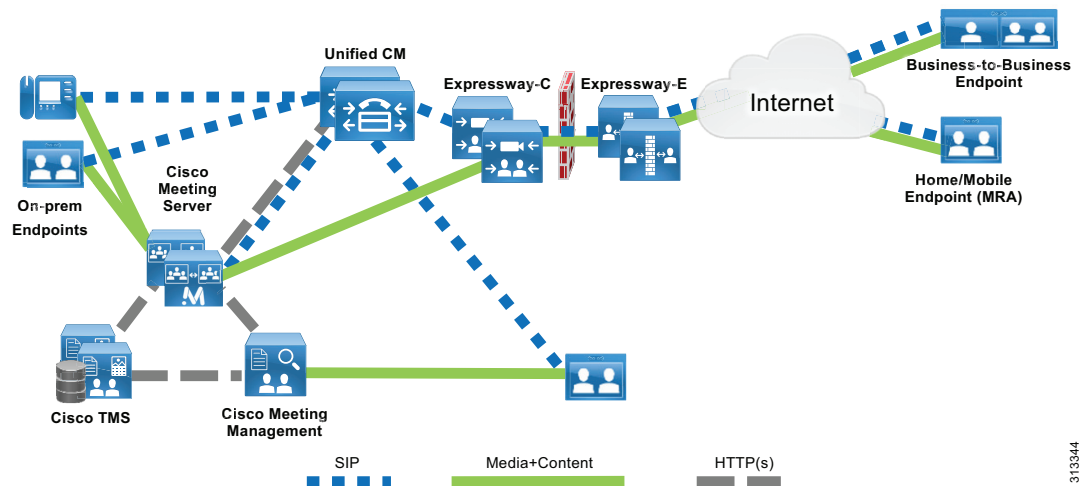 Unified CM
Expressway-C
Expressway-E
Internet
Business-to-Business
Endpoint
Home/Mobile
Endpoint (MRA)
Cisco
Meeting
Server
On-prem
Endpoints
Cisco TMS
Cisco Meeting
Management
SIP
Media+Content
HTTP(s)
313344